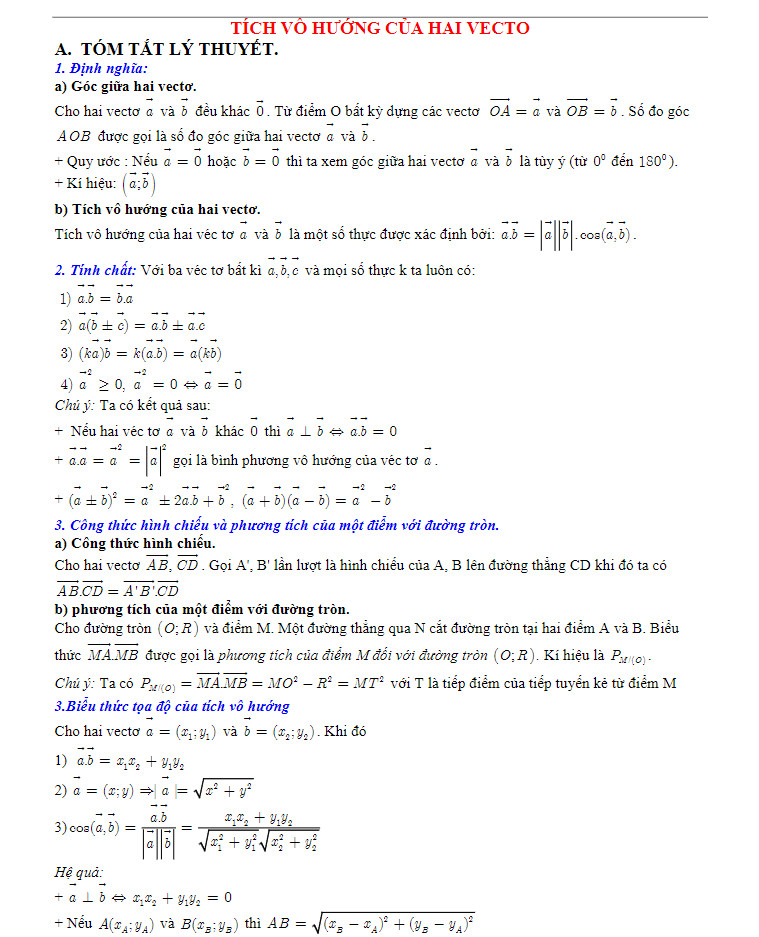 TÍCH VÔ HƯỚNG CỦA HAI VECTO
A. TÓM TẮT LÝ THUYẾT.
1. Định nghĩa:
a) Góc giữa hai vectơ.
Cho hai vectơ $\vec{a}$ và $\vec{b}$ đều khác $\vec{0}$. Từ điểm O bất kỳ dựng các vectơ $\overrightarrow{OA} = \vec{a}$ và $\overrightarrow{OB} = \vec{b}$. Số đo góc
$AOB$ được gọi là số đo góc giữa hai vectơ $\vec{a}$ và $\vec{b}$.
+ Quy ước : Nếu $\vec{a} = \vec{0}$ hoặc $\vec{b} = \vec{0}$ thì ta xem góc giữa hai vectơ $\vec{a}$ và $\vec{b}$ là tùy ý (từ $0^0$ đến $180^0$).
+ Kí hiệu: $(\vec{a};\vec{b})$
b) Tích vô hướng của hai vectơ.
Tích vô hướng của hai véc tơ $\vec{a}$ và $\vec{b}$ là một số thực được xác định bởi: $\vec{a}.\vec{b} = |\vec{a}||\vec{b}|.\cos(\vec{a},\vec{b})$.
2. Tính chất: Với ba véc tơ bất kì $\vec{a},\vec{b},\vec{c}$ và mọi số thực k ta luôn có:
1) $\vec{a}.\vec{b} = \vec{b}.\vec{a}$
2) $\vec{a}(\vec{b} \pm \vec{c}) = \vec{a}.\vec{b} \pm \vec{a}.\vec{c}$
3) $(k\vec{a})\vec{b} = k(\vec{a}.\vec{b}) = \vec{a}(k\vec{b})$
4) $\vec{a}^2 \geq 0, \vec{a}^2 = 0 \Leftrightarrow \vec{a} = \vec{0}$
Chú ý: Ta có kết quả sau:
+ Nếu hai véc tơ $\vec{a}$ và $\vec{b}$ khác $\vec{0}$ thì $\vec{a} \perp \vec{b} \Leftrightarrow \vec{a}.\vec{b} = 0$
+ $\vec{a}.\vec{a} = \vec{a}^2 = |\vec{a}|^2$ gọi là bình phương vô hướng của véc tơ $\vec{a}$.
+ $(\vec{a} \pm \vec{b})^2 = \vec{a}^2 \pm 2\vec{a}.\vec{b} + \vec{b}^2$, $(\vec{a} + \vec{b})(\vec{a} - \vec{b}) = \vec{a}^2 - \vec{b}^2$
3. Công thức hình chiếu và phương tích của một điểm với đường tròn.
a) Công thức hình chiếu.
Cho hai vectơ $\overrightarrow{AB}, \overrightarrow{CD}$. Gọi A', B' lần lượt là hình chiếu của A, B lên đường thẳng CD khi đó ta có
$\overrightarrow{AB}.\overrightarrow{CD} = \overrightarrow{A'B'}.\overrightarrow{CD}$
b) phương tích của một điểm với đường tròn.
Cho đường tròn $(O;R)$ và điểm M. Một đường thẳng qua N cắt đường tròn tại hai điểm A và B. Biểu
thức $\overrightarrow{MA}.\overrightarrow{MB}$ được gọi là phương tích của điểm M đối với đường tròn $(O;R)$. Kí hiệu là $P_{M/(O)}$.
Chú ý: Ta có $P_{M/(O)} = \overrightarrow{MA}.\overrightarrow{MB} = MO^2 - R^2 = MT^2$ với T là tiếp điểm của tiếp tuyến kẻ từ điểm M
3.Biểu thức tọa độ của tích vô hướng
Cho hai vectơ $\vec{a} = (x_1;y_1)$ và $\vec{b} = (x_2;y_2)$. Khi đó
1) $\vec{a}.\vec{b} = x_1x_2 + y_1y_2$
2) $\vec{a} = (x;y) \Rightarrow |\vec{a}| = \sqrt{x^2 + y^2}$
3) $\cos(\vec{a},\vec{b}) = \frac{\vec{a}.\vec{b}}{|\vec{a}||\vec{b}|} = \frac{x_1x_2 + y_1y_2}{\sqrt{x_1^2 + y_1^2}\sqrt{x_2^2 + y_2^2}}$
Hệ quả:
+ $\vec{a} \perp \vec{b} \Leftrightarrow x_1x_2 + y_1y_2 = 0$
+ Nếu $A(x_A;y_A)$ và $B(x_B;y_B)$ thì $AB = \sqrt{(x_B - x_A)^2 + (y_B - y_A)^2}$